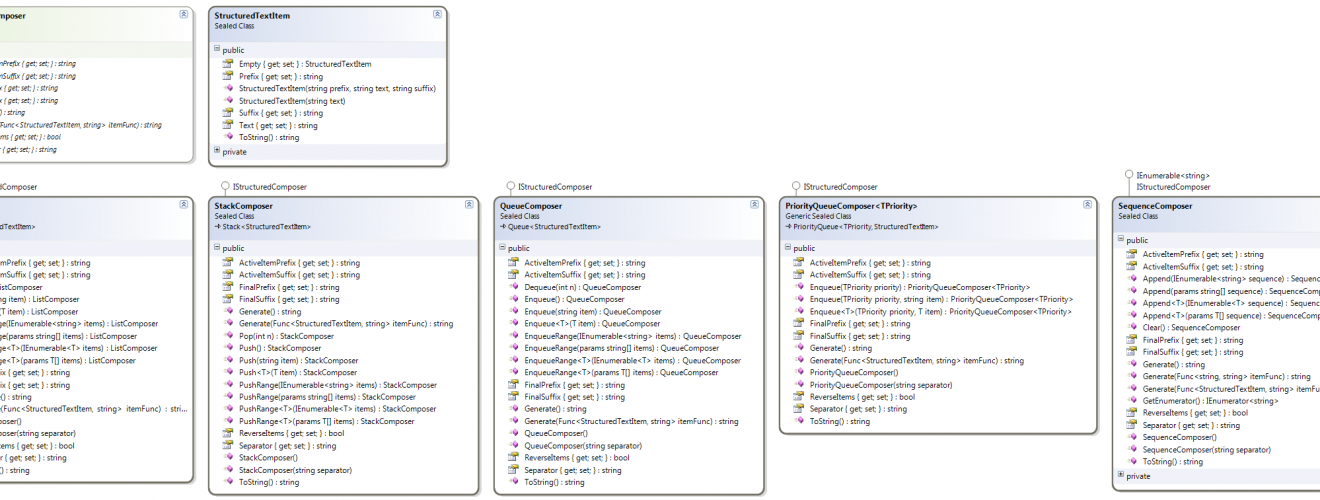 mposer
mPrefix { get; set; } : string
mSuffix { get; set; } : string
x { get; set; } : string
x { get; set; } : string
() : string
(Func<StructuredTextItem, string> itemFunc) : string
ms { get; set; } : bool
r { get; set; } : string
StructuredTextItem
Sealed Class
public
Empty { get; set; } : StructuredTextItem
Prefix { get; set; } : string
StructuredTextItem(string prefix, string text, string suffix)
StructuredTextItem(string text)
Suffix { get; set; } : string
Text { get; set; } : string
ToString() : string
private
dComposer
dTextItem>
mPrefix { get; set; } : string
mSuffix { get; set; } : string
istComposer
ng item) : ListComposer
T item) : ListComposer
ge(IEnumerable<string> items) : ListComposer
ge(params string[] items) : ListComposer
ge<T>(IEnumerable<T> items) : ListComposer
ge<T>(params T[] items) : ListComposer
ix { get; set; } : string
ix { get; set; } : string
() : string
(Func<StructuredTextItem, string> itemFunc) : stri...
oser()
oser(string separator)
tems { get; set; } : bool
r { get; set; } : string
() : string
IStructuredComposer
StackComposer
Sealed Class
Stack<StructuredTextItem>
public
ActiveItemPrefix { get; set; } : string
ActiveItemSuffix { get; set; } : string
FinalPrefix { get; set; } : string
FinalSuffix { get; set; } : string
Generate() : string
Generate(Func<StructuredTextItem, string> itemFunc) : string
Pop(int n) : StackComposer
Push() : StackComposer
Push(string item) : StackComposer
Push<T>(T item) : StackComposer
PushRange(IEnumerable<string> items) : StackComposer
PushRange(params string[] items) : StackComposer
PushRange<T>(IEnumerable<T> items) : StackComposer
PushRange<T>(params T[] items) : StackComposer
ReverseItems { get; set; } : bool
Separator { get; set; } : string
StackComposer()
StackComposer(string separator)
ToString() : string
IStructuredComposer
QueueComposer
Sealed Class
Queue<StructuredTextItem>
public
ActiveItemPrefix { get; set; } : string
ActiveItemSuffix { get; set; } : string
Dequeue(int n) : QueueComposer
Enqueue() : QueueComposer
Enqueue(string item) : QueueComposer
Enqueue<T>(T item) : QueueComposer
EnqueueRange(IEnumerable<string> items) : QueueComposer
EnqueueRange(params string[] items) : QueueComposer
EnqueueRange<T>(IEnumerable<T> items) : QueueComposer
EnqueueRange<T>(params T[] items) : QueueComposer
FinalPrefix { get; set; } : string
FinalSuffix { get; set; } : string
Generate() : string
Generate(Func<StructuredTextItem, string> itemFunc) : string
QueueComposer()
QueueComposer(string separator)
ReverseItems { get; set; } : bool
Separator { get; set; } : string
ToString() : string
IStructuredComposer
PriorityQueueComposer<TPriority>
Generic Sealed Class
PriorityQueue<TPriority, StructuredTextItem>
public
ActiveItemPrefix { get; set; } : string
ActiveItemSuffix { get; set; } : string
Enqueue(TPriority priority) : PriorityQueueComposer<TPriority>
Enqueue(TPriority priority, string item) : PriorityQueueComposer<TPriority>
Enqueue<T>(TPriority priority, T item) : PriorityQueueComposer<TPriority>
FinalPrefix { get; set; } : string
FinalSuffix { get; set; } : string
Generate() : string
Generate(Func<StructuredTextItem, string> itemFunc) : string
PriorityQueueComposer()
PriorityQueueComposer(string separator)
ReverseItems { get; set; } : bool
Separator { get; set; } : string
ToString() : string
IEnumerable<string>
IStructuredComposer
SequenceComposer
Sealed Class
public
ActiveItemPrefix { get; set; } : string
ActiveItemSuffix { get; set; } : string
Append(IEnumerable<string> sequence) : Sequenc
Append(params string[] sequence) : SequenceCom
Append<T>(IEnumerable<T> sequence) : Sequenc
Append<T>(params T[] sequence) : SequenceComp
Clear() : SequenceComposer
FinalPrefix { get; set; } : string
FinalSuffix { get; set; } : string
Generate() : string
Generate(Func<string, string> itemFunc) : string
Generate(Func<StructuredTextItem, string> itemFu
GetEnumerator() : IEnumerator<string>
ReverseItems { get; set; } : bool
Separator { get; set; } : string
SequenceComposer()
SequenceComposer(string separator)
ToString() : string
private